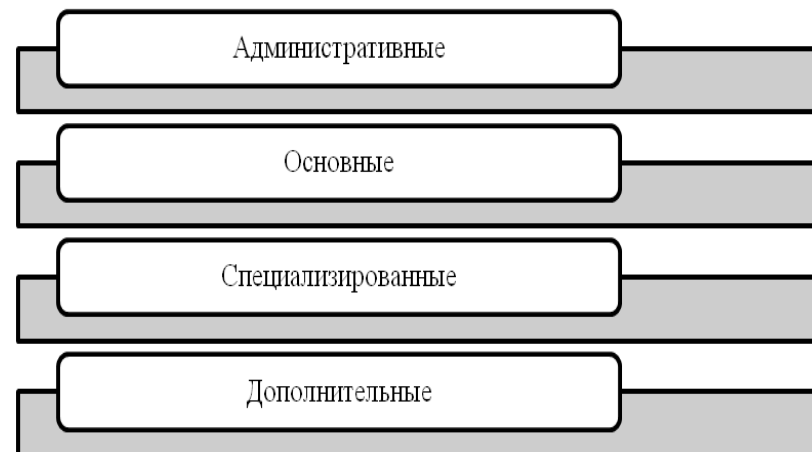 Административные
Основные
Специализированные
Дополнительные